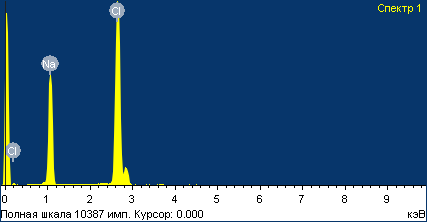 Спектр 1
Cl
Na
Cl
0 1 2 3 4 5 6 7 8 9
Полная шкала 10387 имп. Курсор: 0.000 кэВ